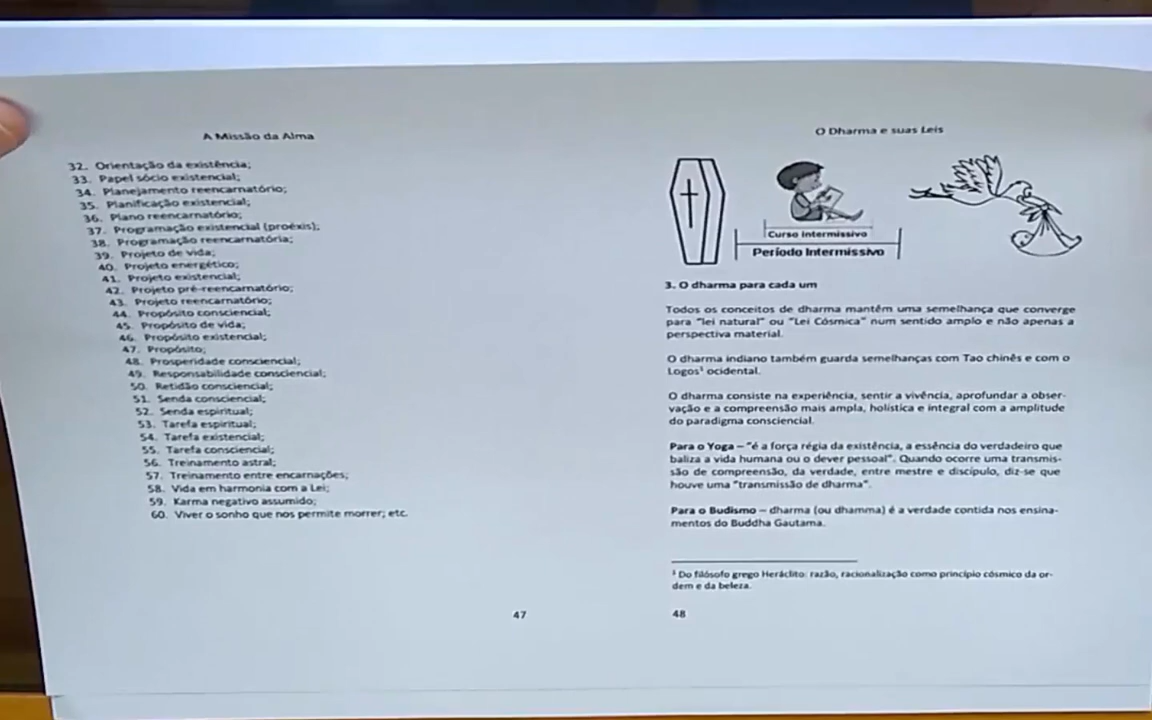 A Missão da Alma
32. Orientação da existência;
33. Papel sócio existencial;
34. Planejamento reencarnatório;
35. Planificação existencial;
36. Plano reencarnatório;
37. Programação existencial (proéxis);
38. Programação reencarnatória;
39. Projeto de vida;
40. Projeto energético;
41. Projeto existencial;
42. Projeto pré-reencarnatório;
43. Projeto reencarnatório;
44. Propósito consciencial;
45. Propósito de vida;
46. Propósito existencial;
47. Propósito;
48. Prosperidade consciencial;
49. Responsabilidade consciencial;
50. Retidão consciencial;
51. Senda consciencial;
52. Senda espiritual;
53. Tarefa espiritual;
54. Tarefa existencial;
55. Tarefa consciencial;
56. Treinamento astral;
57. Treinamento entre encarnações;
58. Vida em harmonia com a Lei;
59. Karma negativo assumido;
60. Viver o sonho que nos permite morrer; etc.
47
O Dharma e suas Leis
Curso Intermissivo
Período Intermissivo
3. O dharma para cada um
Todos os conceitos de dharma mantêm uma semelhança que converge
para "lei natural" ou "Lei Cósmica" num sentido amplo e não apenas a
perspectiva material.
O dharma indiano também guarda semelhanças com Tao chinês e com o
Logos¹ ocidental.
O dharma consiste na experiência, sentir a vivência, aprofundar a obser-
vação e a compreensão mais ampla, holística e integral com a amplitude
do paradigma consciencial.
Para o Yoga – "é a força régia da existência, a essência do verdadeiro que
baliza a vida humana ou o dever pessoal". Quando ocorre uma transmis-
são de compreensão, da verdade, entre mestre e discípulo, diz-se que
houve uma "transmissão de dharma".
Para o Budismo – dharma (ou dhamma) é a verdade contida nos ensina-
mentos do Buddha Gautama.
¹ Do filósofo grego Heráclito: razão, racionalização como princípio cósmico da or-
dem e da beleza.
48